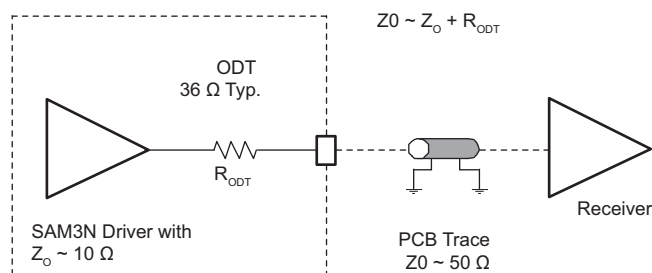 Z0 ~ Z_O + R_ODT
ODT
36 Ω Typ.
R_ODT
Receiver
SAM3N Driver with
Z_O ~ 10 Ω
PCB Trace
Z0 ~ 50 Ω